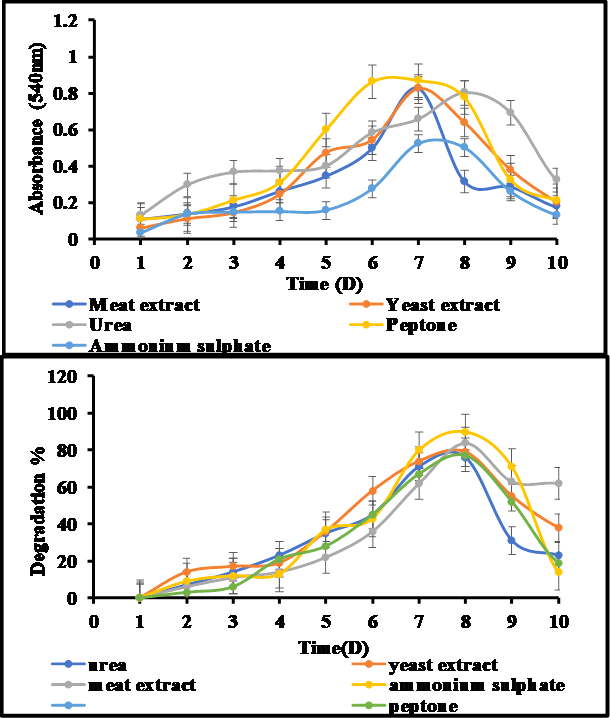 1.2
1
0.8
0.6
0.4
0.2
0
Absorbance (540nm)
0 1 2 3 4 5 6 7 8 9 10
Time (D)
Meat extract Yeast extract
Urea Peptone
Ammonium sulphate
120
100
80
60
40
20
0
Degradation %
0 1 2 3 4 5 6 7 8 9 10
Time(D)
urea yeast extract
meat extract ammonium sulphate
peptone